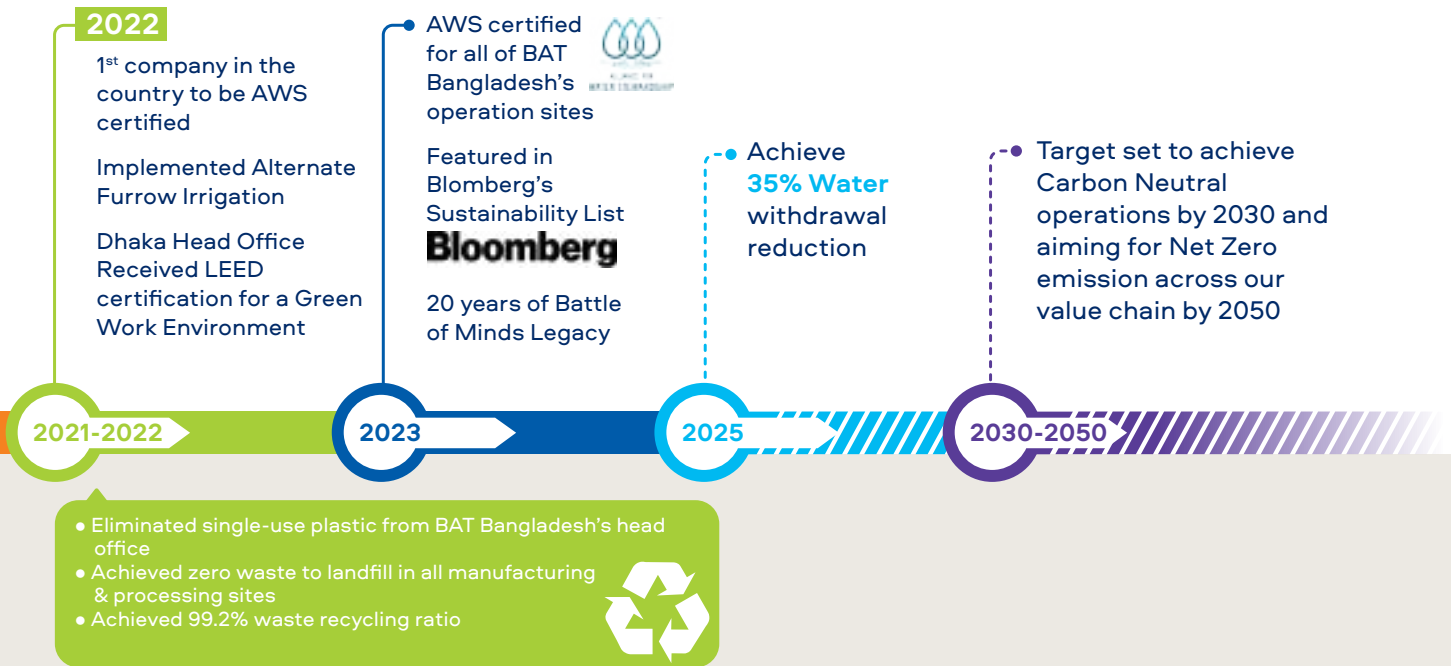 2022
1st company in the
country to be AWS
certified
Implemented Alternate
Furrow Irrigation
Dhaka Head Office
Received LEED
certification for a Green
Work Environment
AWS certified
for all of BAT
Bangladesh's
operation sites
Featured in
Blomberg's
Sustainability List
Bloomberg
20 years of Battle
of Minds Legacy
Achieve
35% Water
withdrawal
reduction
Target set to achieve
Carbon Neutral
operations by 2030 and
aiming for Net Zero
emission across our
value chain by 2050
2021-2022
2023
2025
2030-2050
• Eliminated single-use plastic from BAT Bangladesh's head
office
• Achieved zero waste to landfill in all manufacturing
& processing sites
• Achieved 99.2% waste recycling ratio